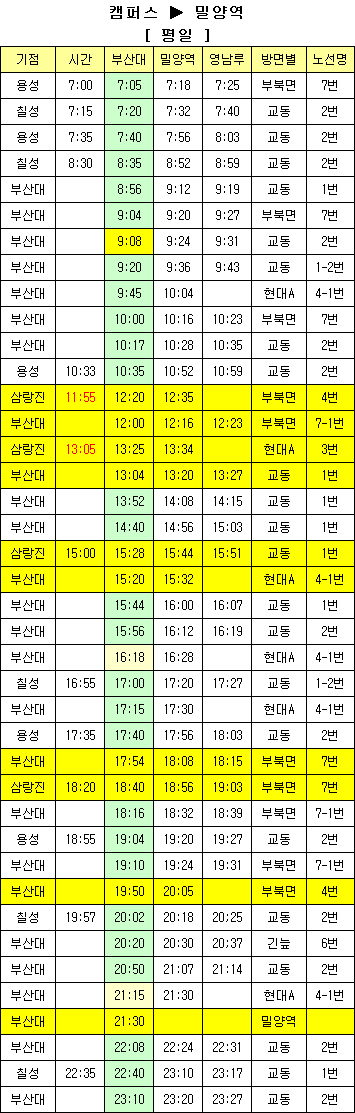 캠퍼스 ▶ 밀양역
[ 평일 ]
기점 시간 부산대 밀양역 영남루 방면별 노선명
용성 7:00 7:05 7:18 7:25 부북면 7번
칠성 7:15 7:20 7:32 7:40 교동 2번
용성 7:35 7:40 7:56 8:03 교동 2번
칠성 8:30 8:35 8:52 8:59 교동 2번
부산대 8:56 9:12 9:19 교동 1번
부산대 9:04 9:20 9:27 부북면 7번
부산대 9:08 9:24 9:31 교동 2번
부산대 9:20 9:36 9:43 교동 1-2번
부산대 9:45 10:04 현대A 4-1번
부산대 10:00 10:16 10:23 부북면 7번
부산대 10:17 10:28 10:35 교동 2번
용성 10:33 10:35 10:52 10:59 교동 2번
삼랑진 11:55 12:20 12:35 부북면 4번
부산대 12:00 12:16 12:23 부북면 7-1번
삼랑진 13:05 13:25 13:34 현대A 3번
부산대 13:04 13:20 13:27 교동 1번
부산대 13:52 14:08 14:15 교동 1번
부산대 14:40 14:56 15:03 교동 1번
삼랑진 15:00 15:28 15:44 15:51 교동 1번
부산대 15:20 15:32 현대A 4-1번
부산대 15:44 16:00 16:07 교동 1번
부산대 15:56 16:12 16:19 교동 2번
부산대 16:18 16:28 현대A 4-1번
칠성 16:55 17:00 17:20 17:27 교동 1-2번
부산대 17:15 17:30 현대A 4-1번
용성 17:35 17:40 17:56 18:03 교동 2번
부산대 17:54 18:08 18:15 부북면 7번
삼랑진 18:20 18:40 18:56 19:03 부북면 7번
부산대 18:16 18:32 18:39 부북면 7-1번
용성 18:55 19:04 19:20 19:27 교동 2번
부산대 19:10 19:24 19:31 부북면 7-1번
부산대 19:50 20:05 부북면 4번
칠성 19:57 20:02 20:18 20;25 교동 2번
부산대 20:20 20:30 20;37 긴늪 6번
부산대 20:50 21:07 21:14 교동 2번
부산대 21:15 21:30 현대A 4-1번
부산대 21:30 밀양역
부산대 22:08 22:24 22:31 교동 2번
칠성 22:35 22:40 23:10 23:17 교동 1번
부산대 23:10 23:20 23:27 교동 2번